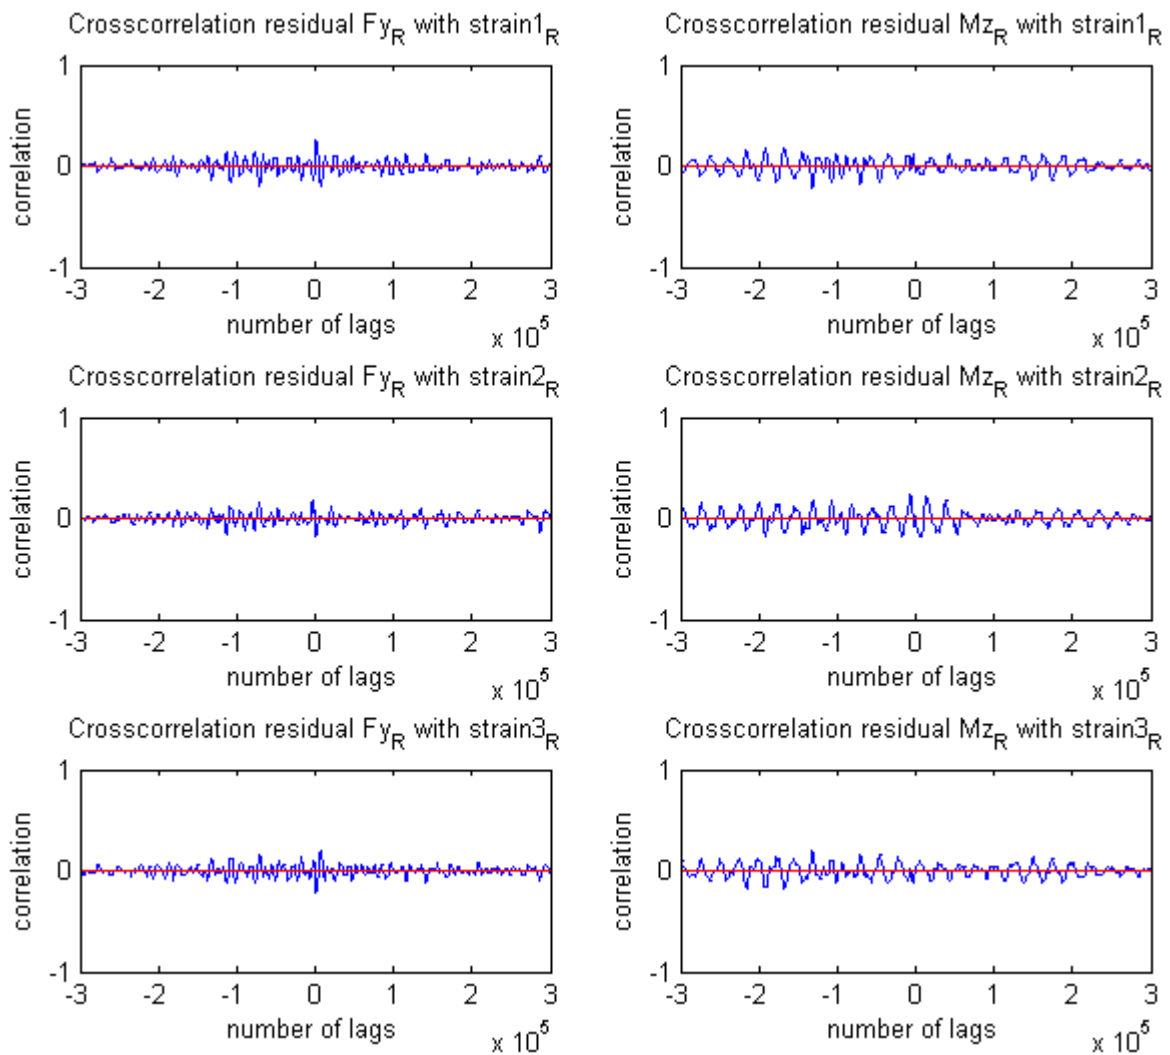 Crosscorrelation residual Fy_R with strain1_R
1
0
-1
correlation
-3 -2 -1 0 1 2 3
number of lags
x 10^5
Crosscorrelation residual Mz_R with strain1_R
1
0
-1
correlation
-3 -2 -1 0 1 2 3
number of lags
x 10^5
Crosscorrelation residual Fy_R with strain2_R
1
0
-1
correlation
-3 -2 -1 0 1 2 3
number of lags
x 10^5
Crosscorrelation residual Mz_R with strain2_R
1
0
-1
correlation
-3 -2 -1 0 1 2 3
number of lags
x 10^5
Crosscorrelation residual Fy_R with strain3_R
1
0
-1
correlation
-3 -2 -1 0 1 2 3
number of lags
x 10^5
Crosscorrelation residual Mz_R with strain3_R
1
0
-1
correlation
-3 -2 -1 0 1 2 3
number of lags
x 10^5